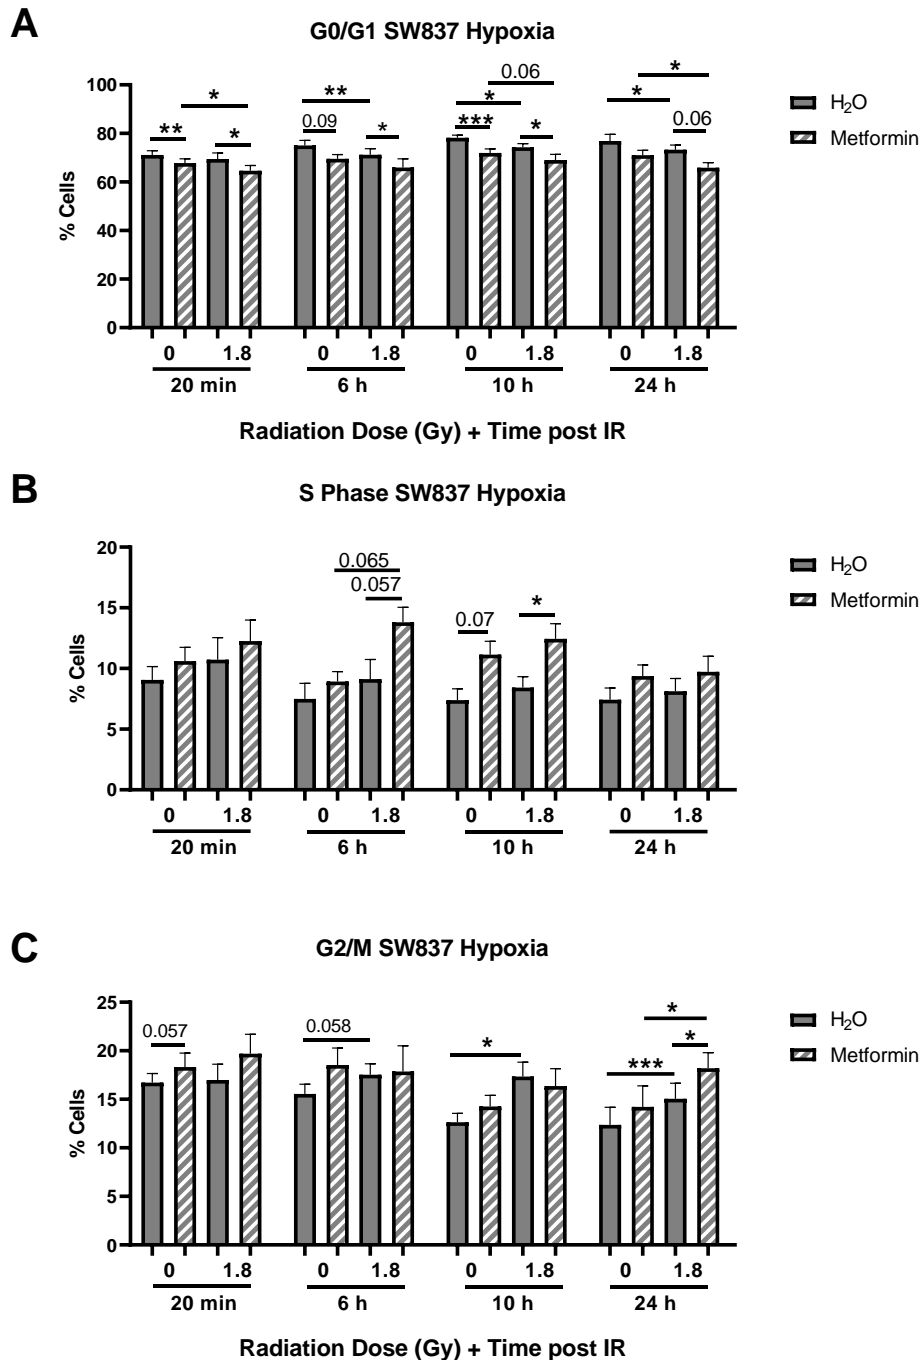 A
G0/G1 SW837 Hypoxia
% Cells
100
80
60
40
20
0
** * * ** 0.09 * *** * * 0.06 * 0.06 *
H₂O
Metformin
0 1.8 0 1.8 0 1.8 0 1.8
20 min 6 h 10 h 24 h
Radiation Dose (Gy) + Time post IR
B
S Phase SW837 Hypoxia
% Cells
20
15
10
5
0
0.065
0.057
0.07
*
H₂O
Metformin
0 1.8 0 1.8 0 1.8 0 1.8
20 min 6 h 10 h 24 h
C
G2/M SW837 Hypoxia
% Cells
25
20
15
10
5
0
0.057 0.058 * *** * *
H₂O
Metformin
0 1.8 0 1.8 0 1.8 0 1.8
20 min 6 h 10 h 24 h
Radiation Dose (Gy) + Time post IR